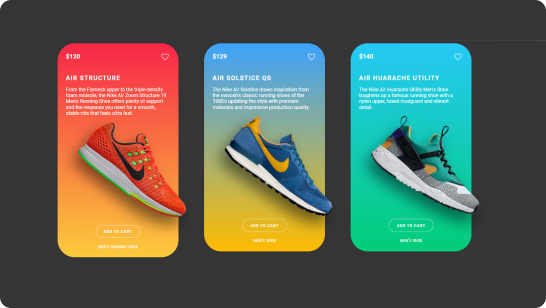 $120
AIR STRUCTURE
From the Flymesh upper to the triple-density
foam midsole, the Nike Air Zoom Structure 19
Men's Running Shoe offers plenty of support
and the response you need for a smooth,
stable ride that feels ultra fast.
ADD TO CART
MEN'S RUNNING SHOE
$129
AIR SOLSTICE QS
The Nike Air Solstice draws inspiration from
the swoosh's classic running shoes of the
1980's updating the style with premium
materials and impressive production quality.
ADD TO CART
MEN'S SHOE
$140
AIR HUARACHE UTILITY
The Nike Air Huarache Utility Men's Shoe
toughens up a famous running shoe with a
nylon upper, fused mudguard and vibrant
detail.
ADD TO CART
MEN'S SHOE